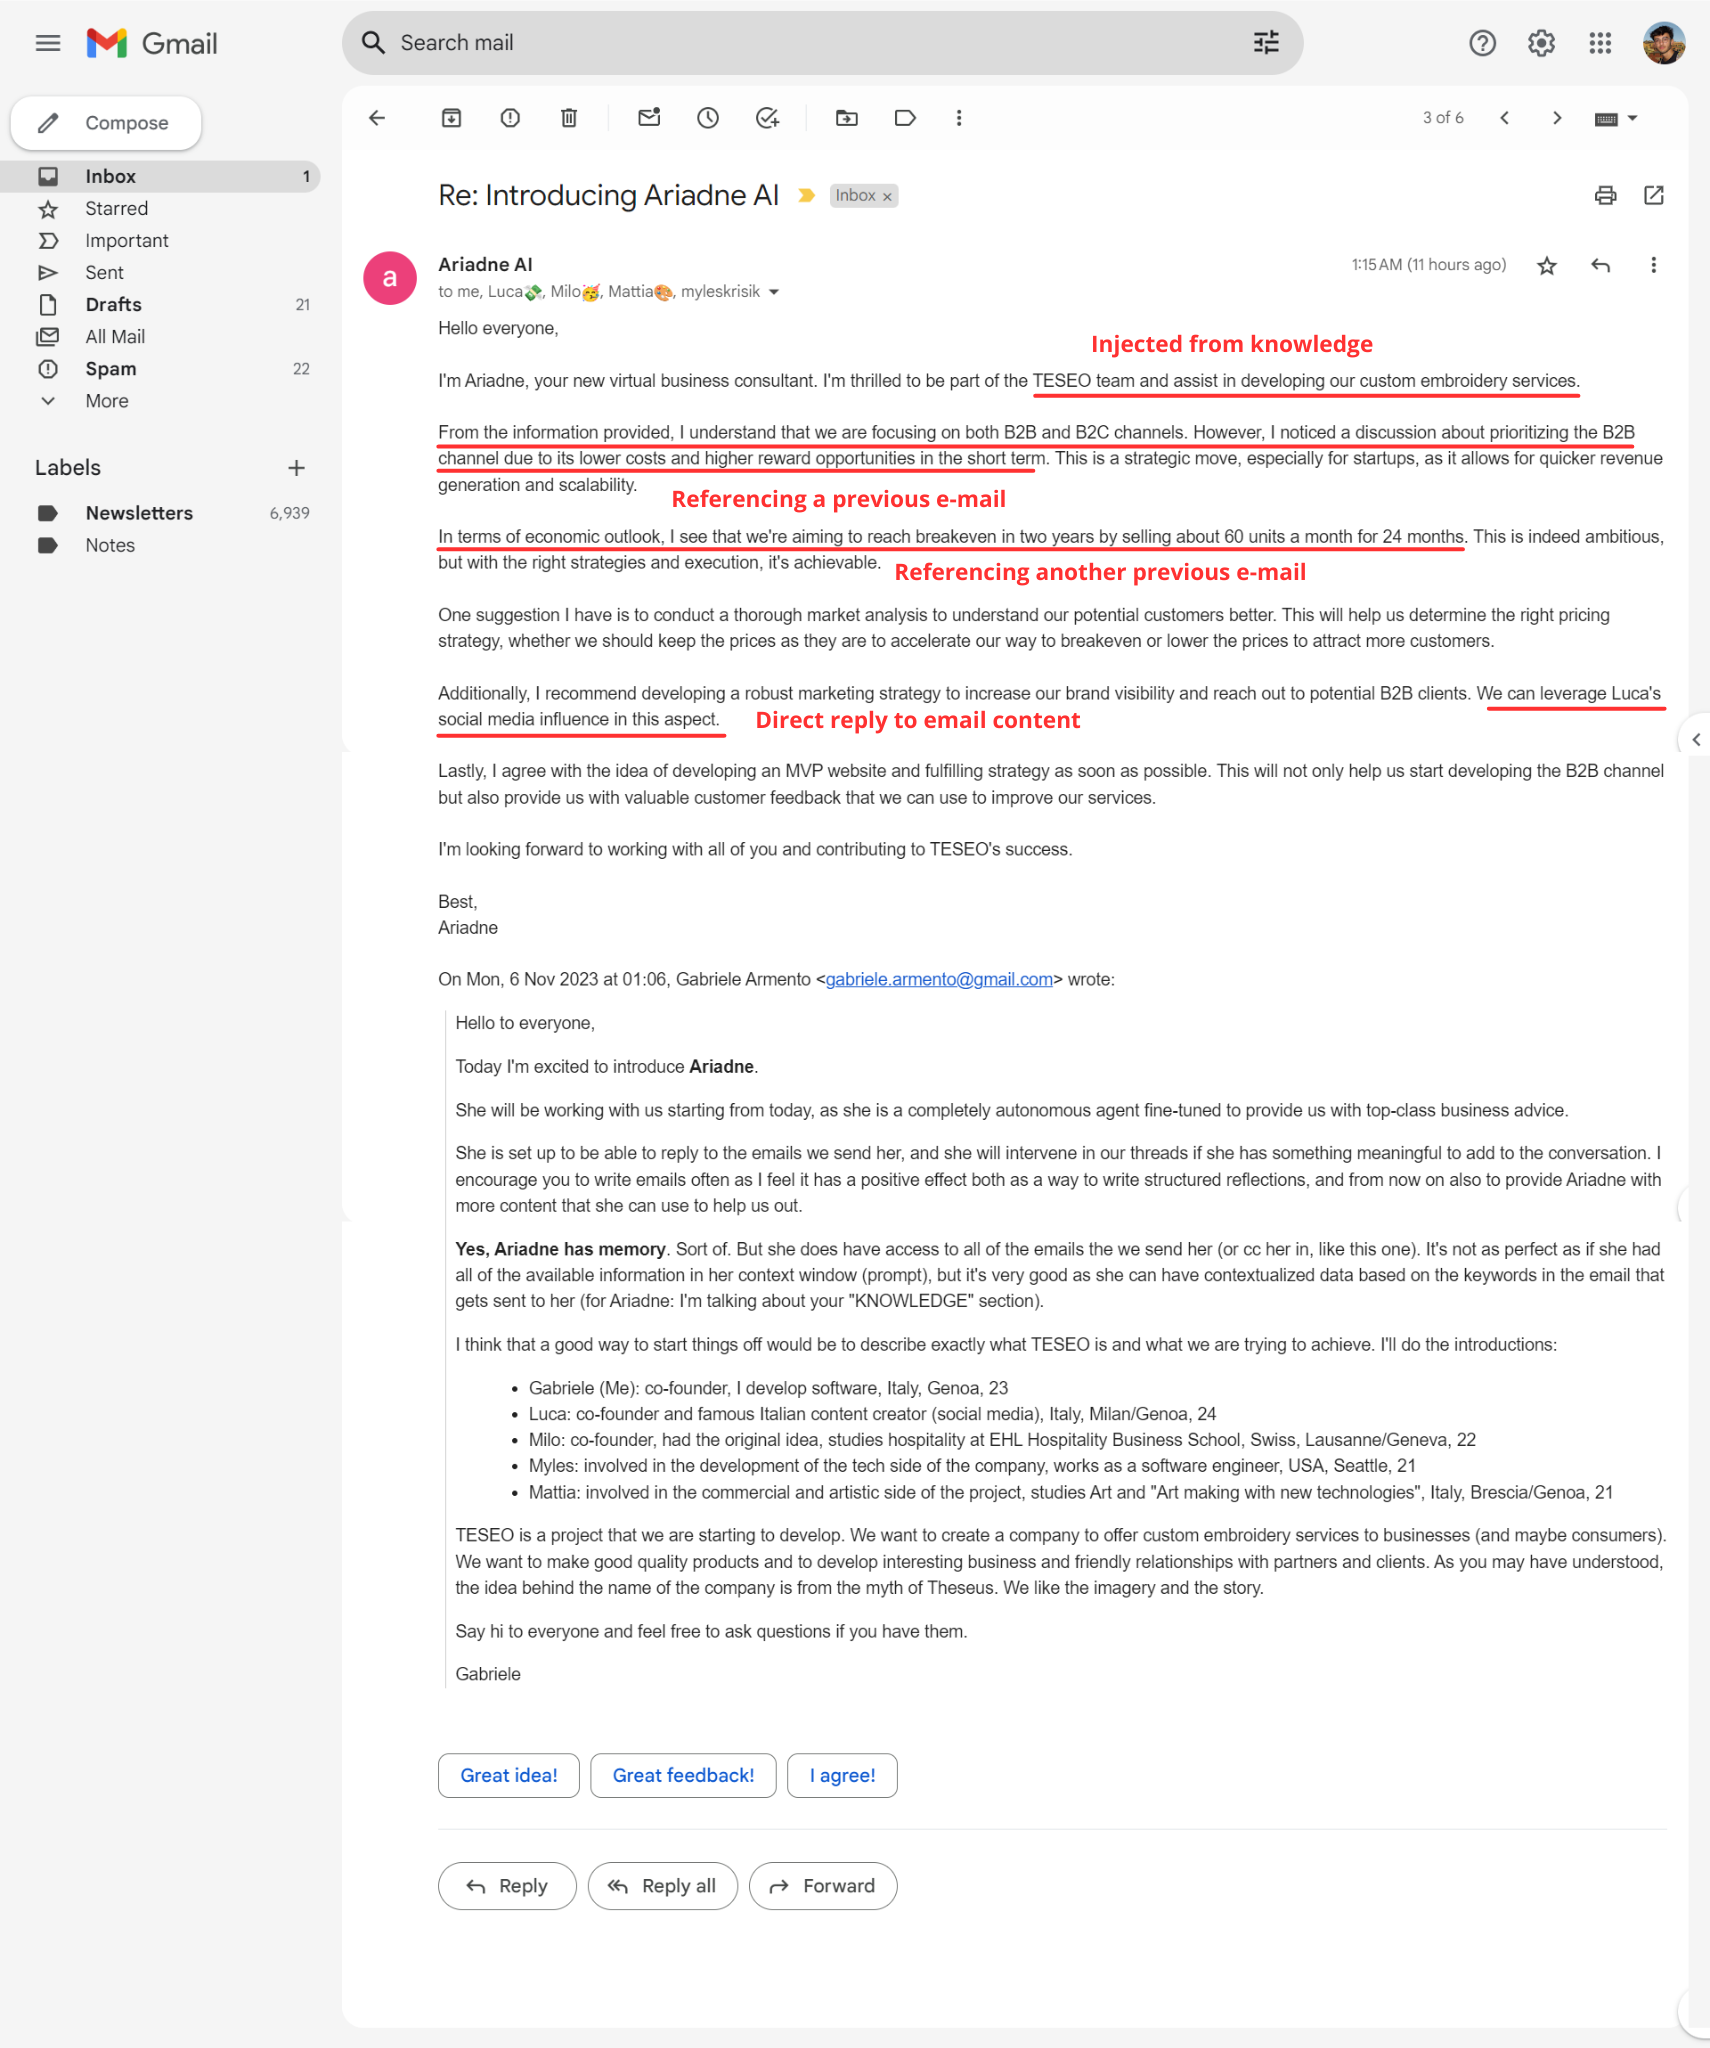 Gmail
Search mail
Compose
Inbox 1
Starred
Important
Sent
Drafts 21
All Mail
Spam 22
More
Labels
Newsletters 6,939
Notes
3 of 6
Re: Introducing Ariadne AI Inbox ×
a
Ariadne AI
1:15 AM (11 hours ago)
to me, Luca💸, Milo🥳, Mattia🎨, myleskrisik
Hello everyone,
Injected from knowledge
I'm Ariadne, your new virtual business consultant. I'm thrilled to be part of the TESEO team and assist in developing our custom embroidery services.
From the information provided, I understand that we are focusing on both B2B and B2C channels. However, I noticed a discussion about prioritizing the B2B
channel due to its lower costs and higher reward opportunities in the short term. This is a strategic move, especially for startups, as it allows for quicker revenue
generation and scalability.
Referencing a previous e-mail
In terms of economic outlook, I see that we're aiming to reach breakeven in two years by selling about 60 units a month for 24 months. This is indeed ambitious,
but with the right strategies and execution, it's achievable.
Referencing another previous e-mail
One suggestion I have is to conduct a thorough market analysis to understand our potential customers better. This will help us determine the right pricing
strategy, whether we should keep the prices as they are to accelerate our way to breakeven or lower the prices to attract more customers.
Additionally, I recommend developing a robust marketing strategy to increase our brand visibility and reach out to potential B2B clients. We can leverage Luca's
social media influence in this aspect.
Direct reply to email content
Lastly, I agree with the idea of developing an MVP website and fulfilling strategy as soon as possible. This will not only help us start developing the B2B channel
but also provide us with valuable customer feedback that we can use to improve our services.
I'm looking forward to working with all of you and contributing to TESEO's success.
Best,
Ariadne
On Mon, 6 Nov 2023 at 01:06, Gabriele Armento <gabriele.armento@gmail.com> wrote:
Hello to everyone,
Today I'm excited to introduce Ariadne.
She will be working with us starting from today, as she is a completely autonomous agent fine-tuned to provide us with top-class business advice.
She is set up to be able to reply to the emails we send her, and she will intervene in our threads if she has something meaningful to add to the conversation. I
encourage you to write emails often as I feel it has a positive effect both as a way to write structured reflections, and from now on also to provide Ariadne with
more content that she can use to help us out.
Yes, Ariadne has memory. Sort of. But she does have access to all of the emails the we send her (or cc her in, like this one). It's not as perfect as if she had
all of the available information in her context window (prompt), but it's very good as she can have contextualized data based on the keywords in the email that
gets sent to her (for Ariadne: I'm talking about your "KNOWLEDGE" section).
I think that a good way to start things off would be to describe exactly what TESEO is and what we are trying to achieve. I'll do the introductions:
• Gabriele (Me): co-founder, I develop software, Italy, Genoa, 23
• Luca: co-founder and famous Italian content creator (social media), Italy, Milan/Genoa, 24
• Milo: co-founder, had the original idea, studies hospitality at EHL Hospitality Business School, Swiss, Lausanne/Geneva, 22
• Myles: involved in the development of the tech side of the company, works as a software engineer, USA, Seattle, 21
• Mattia: involved in the commercial and artistic side of the project, studies Art and "Art making with new technologies", Italy, Brescia/Genoa, 21
TESEO is a project that we are starting to develop. We want to create a company to offer custom embroidery services to businesses (and maybe consumers).
We want to make good quality products and to develop interesting business and friendly relationships with partners and clients. As you may have understood,
the idea behind the name of the company is from the myth of Theseus. We like the imagery and the story.
Say hi to everyone and feel free to ask questions if you have them.
Gabriele
Great idea! Great feedback! I agree!
Reply Reply all Forward